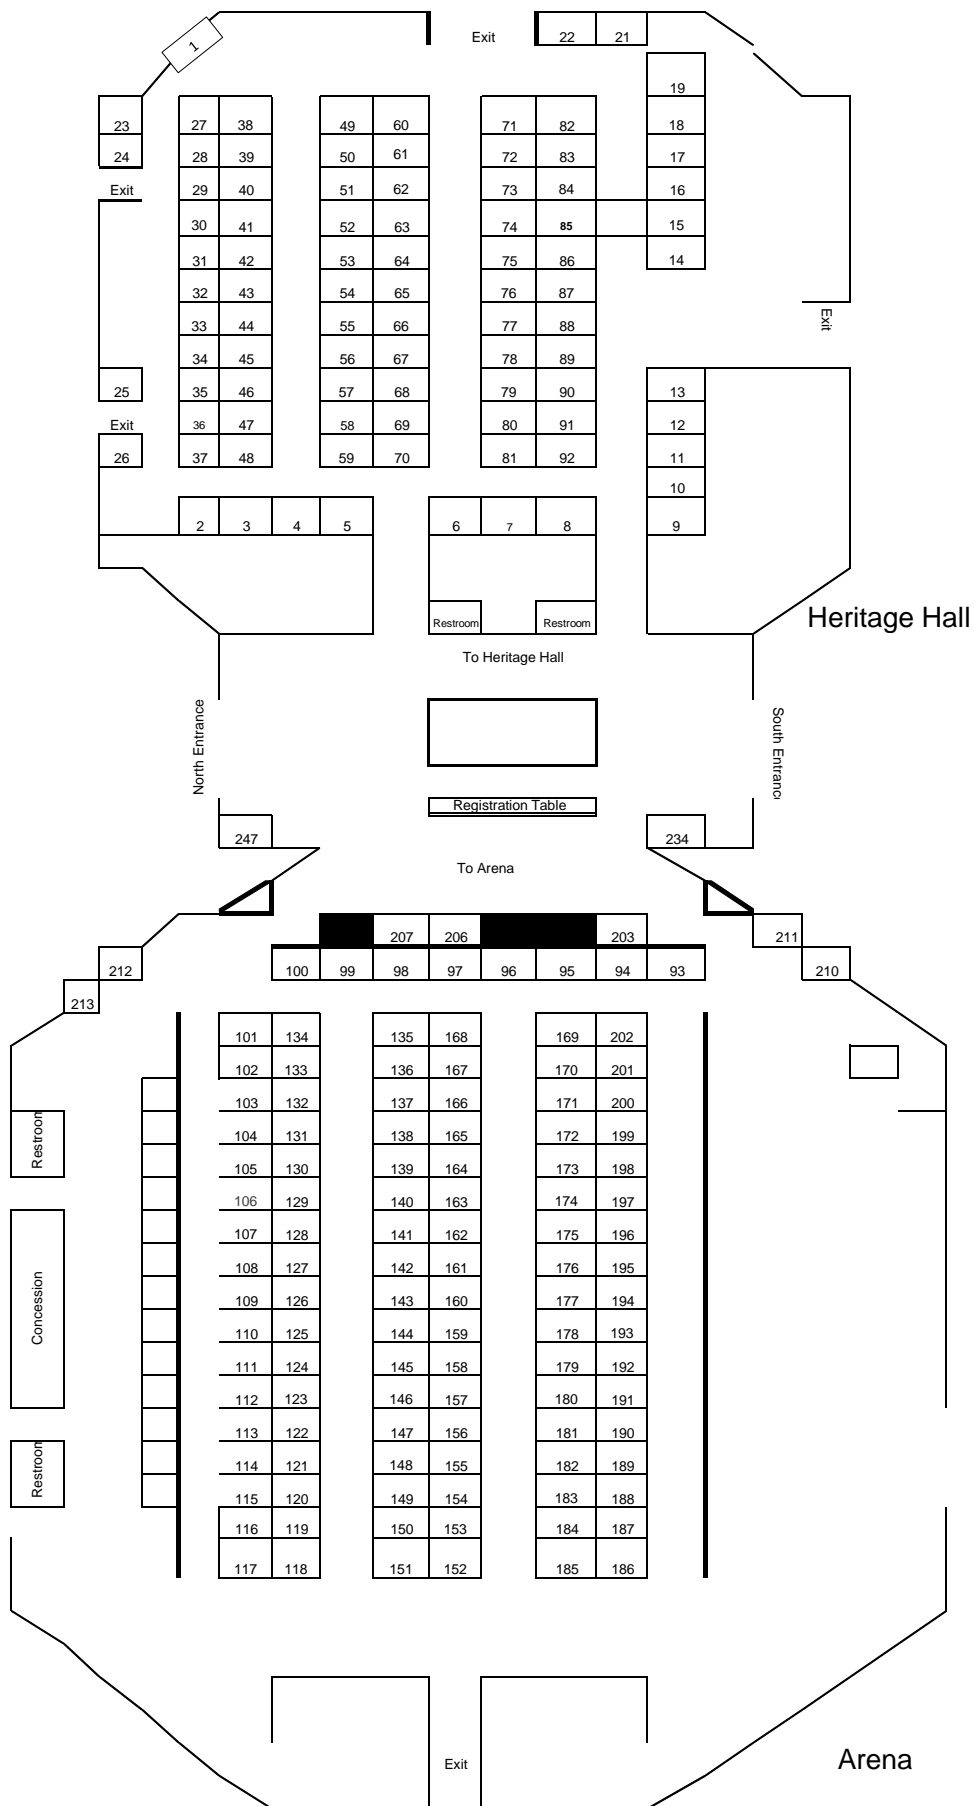 1
Exit 22 21
19
23 27 38 49 60 71 82 18
24 28 39 50 61 72 83 17
Exit 29 40 51 62 73 84 16
30 41 52 63 74 85 15
31 42 53 64 75 86 14
32 43 54 65 76 87
33 44 55 66 77 88 Exit
34 45 56 67 78 89
25 35 46 57 68 79 90 13
Exit 36 47 58 69 80 91 12
26 37 48 59 70 81 92 11
10
2 3 4 5 6 7 8 9
Heritage Hall
Restroom Restroom
To Heritage Hall
North Entrance
South Entranc
Registration Table
247 234
To Arena
207 206 203 211
212 100 99 98 97 96 95 94 93 210
213
101 134 135 168 169 202
102 133 136 167 170 201
103 132 137 166 171 200
Restroon
104 131 138 165 172 199
105 130 139 164 173 198
106 129 140 163 174 197
107 128 141 162 175 196
108 127 142 161 176 195
Concession
109 126 143 160 177 194
110 125 144 159 178 193
111 124 145 158 179 192
112 123 146 157 180 191
113 122 147 156 181 190
Restroon
114 121 148 155 182 189
115 120 149 154 183 188
116 119 150 153 184 187
117 118 151 152 185 186
Exit
Arena